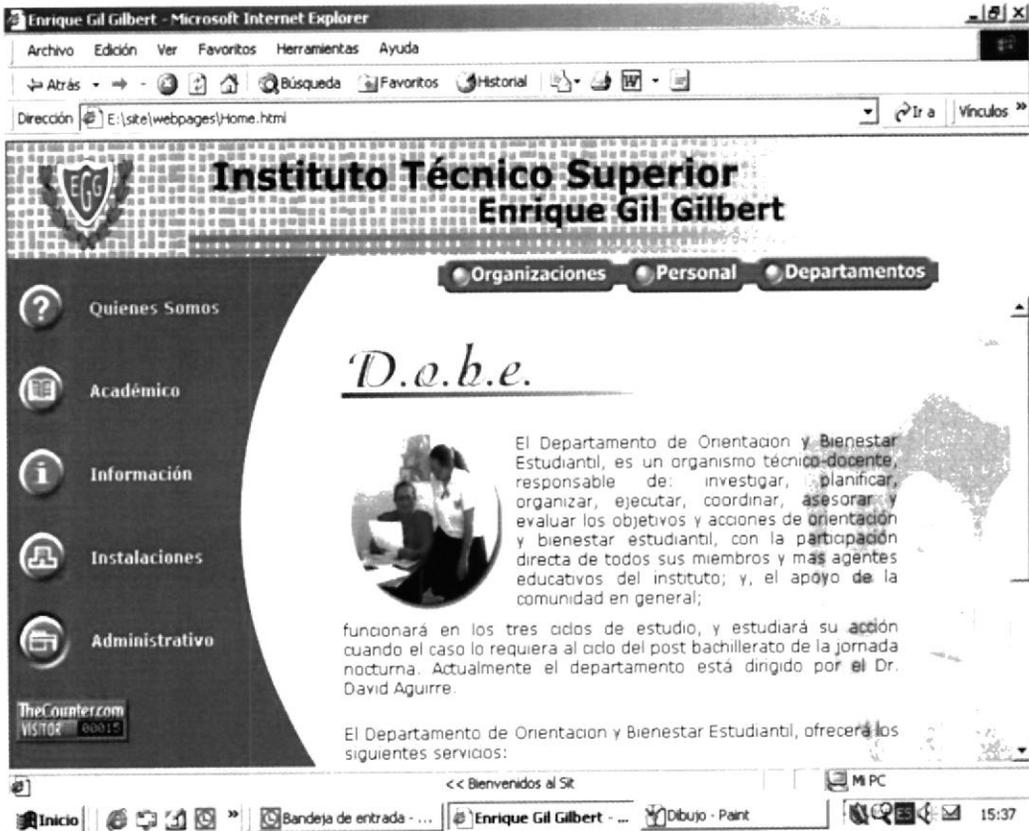 Enrique Gil Gilbert - Microsoft Internet Explorer
Archivo Edición Ver Favoritos Herramientas Ayuda
Atrás Búsqueda Favoritos Historial
Dirección E:\site\webpages\Home.html Ir a Vínculos »
EGG
Instituto Técnico Superior
Enrique Gil Gilbert
Organizaciones Personal Departamentos
Quienes Somos
Académico
Información
Instalaciones
Administrativo
TheCounter.com
VISITOR 00015
D.o.b.e.
El Departamento de Orientacion y Bienestar
Estudiantil, es un organismo técnico-docente,
responsable de: investigar, planificar,
organizar, ejecutar, coordinar, asesorar y
evaluar los objetivos y acciones de orientación
y bienestar estudiantil, con la participación
directa de todos sus miembros y mas agentes
educativos del instituto; y, el apoyo de la
comunidad en general;
funcionará en los tres ciclos de estudio, y estudiará su acción
cuando el caso lo requiera al ciclo del post bachillerato de la jornada
nocturna. Actualmente el departamento está dirigido por el Dr.
David Aguirre.
El Departamento de Orientacion y Bienestar Estudiantil, ofrecerá los
siguientes servicios:
<< Bienvenidos al Sit Mi PC
Inicio » Bandeja de entrada - ... Enrique Gil Gilbert - ... Dibujo - Paint ES 15:37